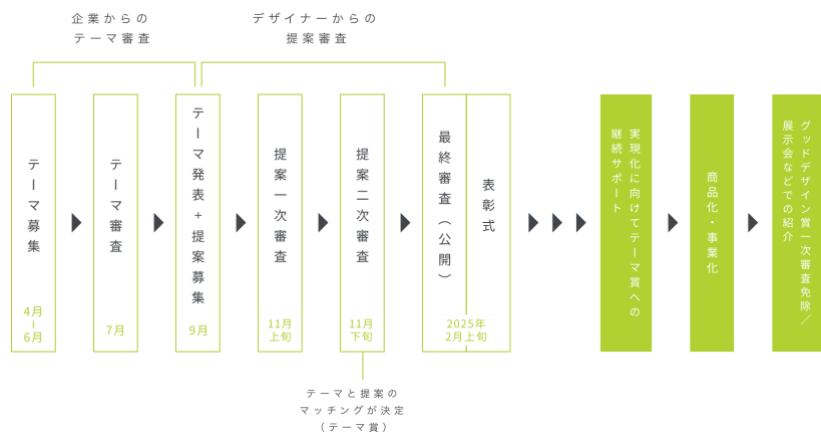 企業からの
テーマ審査
デザイナーからの
提案審査
テーマ募集
4月
6月
テーマ審査
7月
テーマ発表+提案募集
9月
提案一次審査
11月
上旬
提案二次審査
11月
下旬
最終審査(公開)
表彰式
2025年
2月上旬
実現化に向けてテーマ賞への
継続サポート
商品化・事業化
グッドデザイン賞一次審査免除/
展示会などでの紹介
テーマと提案の
マッチングが決定
(テーマ賞)